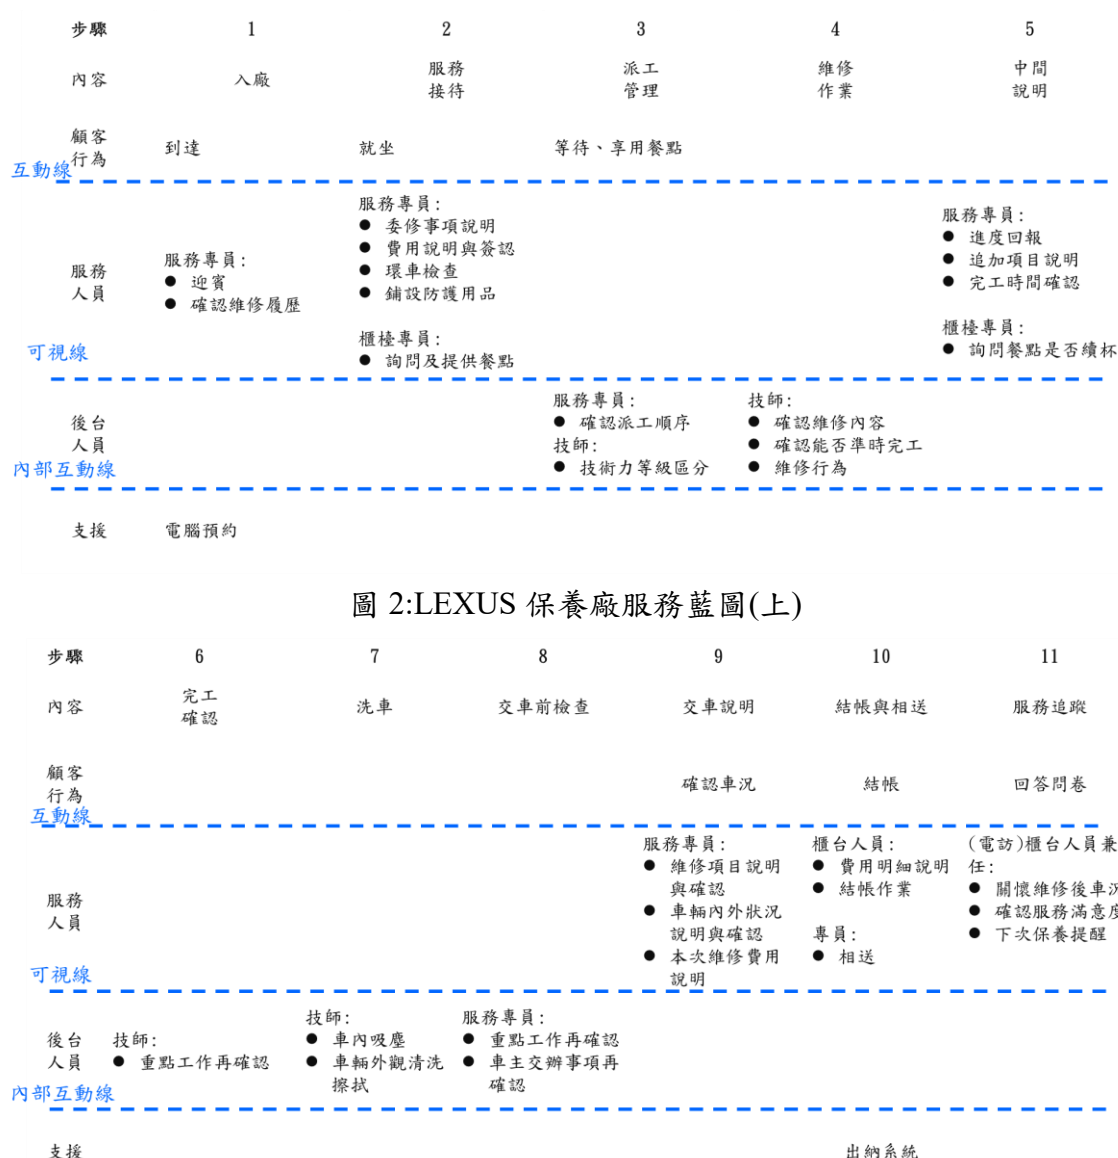 步驟 1 2 3 4 5
內容 入廠 服務接待 派工管理 維修作業 中間說明
顧客行為 到達 就坐 等待、享用餐點
互動線
服務人員
服務專員:
● 迎賓
● 確認維修履歷
服務專員:
● 委修事項說明
● 費用說明與簽認
● 環車檢查
● 鋪設防護用品
櫃檯專員:
● 詢問及提供餐點
服務專員:
● 進度回報
● 追加項目說明
● 完工時間確認
櫃檯專員:
● 詢問餐點是否續杯
可視線
後台人員
服務專員:
● 確認派工順序
技師:
● 技術力等級區分
技師:
● 確認維修內容
● 確認能否準時完工
● 維修行為
內部互動線
支援 電腦預約
圖 2:LEXUS 保養廠服務藍圖(上)
步驟 6 7 8 9 10 11
內容 完工確認 洗車 交車前檢查 交車說明 結帳與相送 服務追蹤
顧客行為 確認車況 結帳 回答問卷
互動線
服務人員
服務專員:
● 維修項目說明
與確認
● 車輛內外狀況
說明與確認
● 本次維修費用
說明
櫃台人員:
● 費用明細說明
● 結帳作業
專員:
● 相送
(電訪)櫃台人員兼
任:
● 關懷維修後車況
● 確認服務滿意度
● 下次保養提醒
可視線
後台人員
技師:
● 重點工作再確認
技師:
● 車內吸塵
● 車輛外觀清洗
擦拭
服務專員:
● 重點工作再確認
● 車主交辦事項再
確認
內部互動線
支援 出納系統